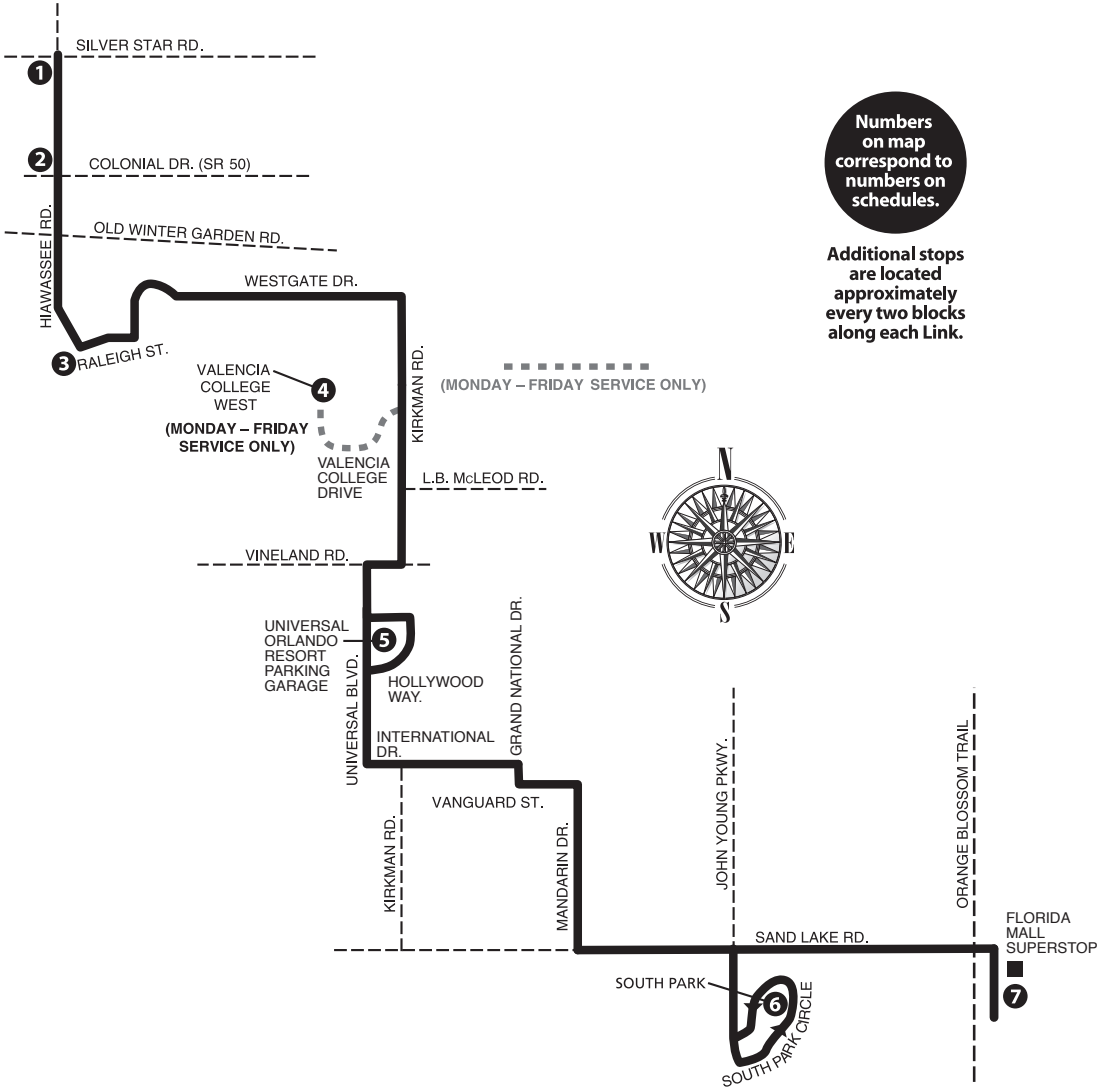 SILVER STAR RD.
1
2
COLONIAL DR. (SR 50)
OLD WINTER GARDEN RD.
HIAWASSEE RD.
WESTGATE DR.
3
RALEIGH ST.
Numbers
on map
correspond to
numbers on
schedules.
Additional stops
are located
approximately
every two blocks
along each Link.
VALENCIA
COLLEGE
WEST
4
(MONDAY – FRIDAY
SERVICE ONLY)
(MONDAY – FRIDAY SERVICE ONLY)
KIRKMAN RD.
VALENCIA
COLLEGE
DRIVE
L.B. McLEOD RD.
N
W
E
S
VINELAND RD.
UNIVERSAL
ORLANDO
RESORT
PARKING
GARAGE
5
HOLLYWOOD
WAY.
UNIVERSAL BLVD.
INTERNATIONAL
DR.
GRAND NATIONAL DR.
VANGUARD ST.
KIRKMAN RD.
MANDARIN DR.
JOHN YOUNG PKWY.
ORANGE BLOSSOM TRAIL
SAND LAKE RD.
FLORIDA
MALL
SUPERSTOP
7
SOUTH PARK
6
SOUTH PARK CIRCLE